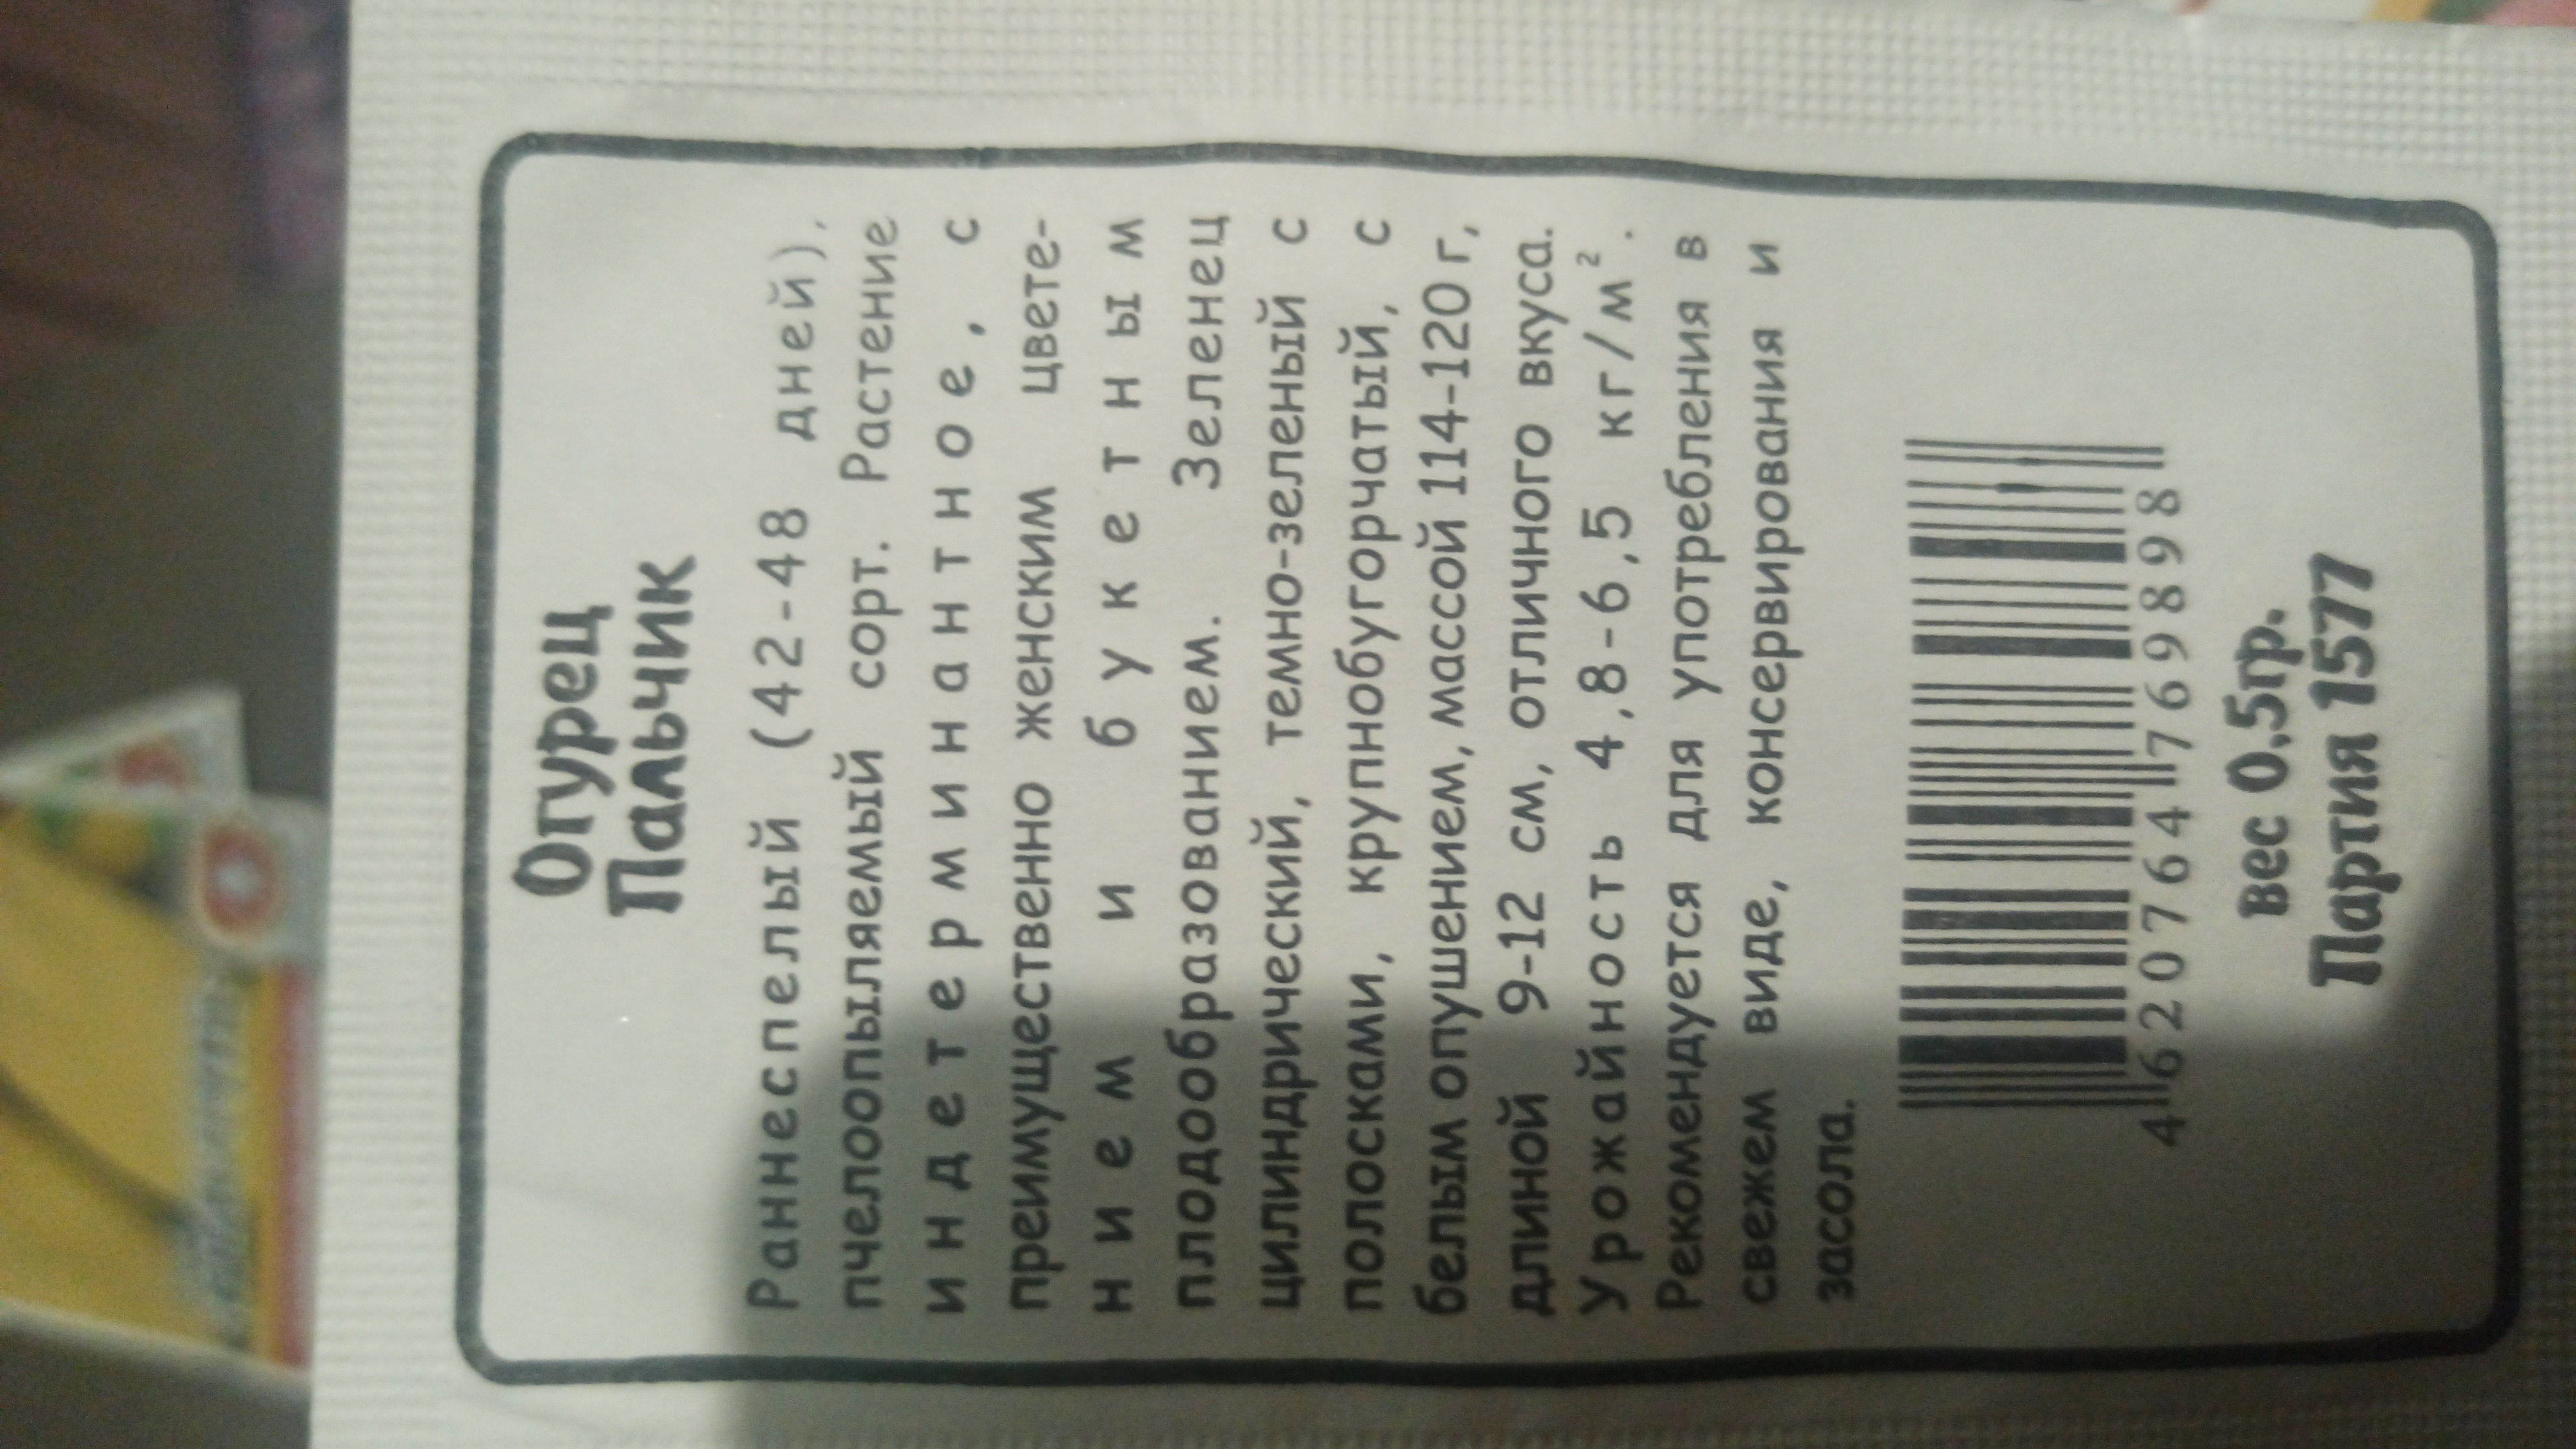 Огурец
Пальчик
Раннеспелый (42-48 дней),
пчелоопыляемый сорт. Растение
индетерминантное, с
преимущественно женским цвете-
нием и букетным
плодообразованием. Зеленец
цилиндрический, темно-зеленый с
полосками, крупнобугорчатый, с
белым опушением, массой 114-120 г,
длиной 9-12 см, отличного вкуса.
Урожайность 4,8-6,5 кг/м².
Рекомендуется для употребления в
свежем виде, консервирования и
засола.
4 620764 769898
вес 0,5гр.
Партия 1577